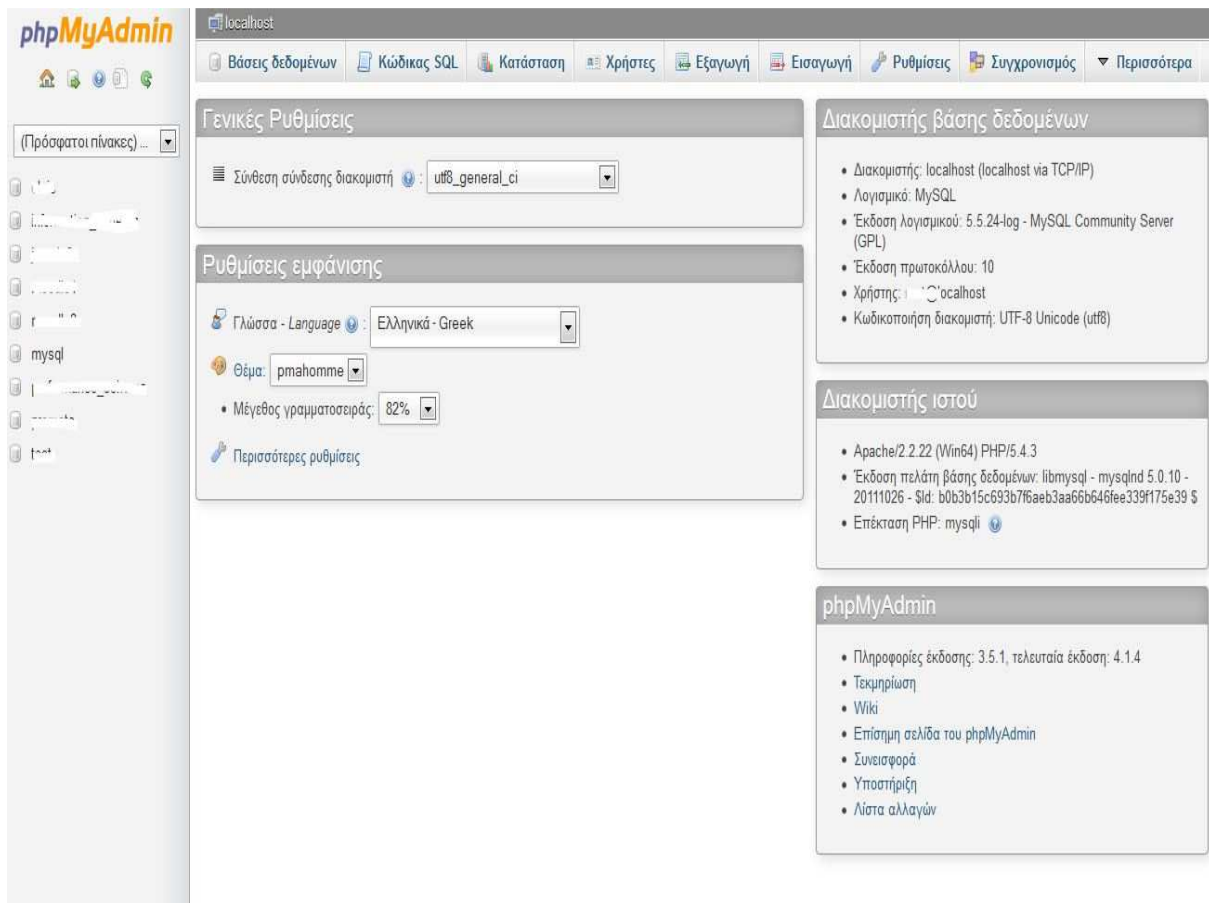 phpMyAdmin
(Πρόσφατοι πίνακες) ...
mysql
localhost
Βάσεις δεδομένων
Κώδικας SQL
Κατάσταση
Χρήστες
Εξαγωγή
Εισαγωγή
Ρυθμίσεις
Συγχρονισμός
Περισσότερα
Γενικές Ρυθμίσεις
Σύνθεση σύνδεσης διακομιστή : utf8_general_ci
Ρυθμίσεις εμφάνισης
Γλώσσα - Language : Ελληνικά - Greek
Θέμα: pmahomme
• Μέγεθος γραμματοσειράς: 82%
Περισσότερες ρυθμίσεις
Διακομιστής βάσης δεδομένων
• Διακομιστής: localhost (localhost via TCP/IP)
• Λογισμικό: MySQL
• Έκδοση λογισμικού: 5.5.24-log - MySQL Community Server
(GPL)
• Έκδοση πρωτοκόλλου: 10
• Χρήστης:
• Κωδικοποίηση διακομιστή: UTF-8 Unicode (utf8)
Διακομιστής ιστού
• Apache/2.2.22 (Win64) PHP/5.4.3
• Έκδοση πελάτη βάσης δεδομένων: libmysql - mysqlnd 5.0.10 -
20111026 - $Id: b0b3b15c693b7f6aeb3aa66b646fee339f175e39 $
• Επέκταση PHP: mysqli
phpMyAdmin
• Πληροφορίες έκδοσης: 3.5.1, τελευταία έκδοση: 4.1.4
• Τεκμηρίωση
• Wiki
• Επίσημη σελίδα του phpMyAdmin
• Συνεισφορά
• Υποστήριξη
• Λίστα αλλαγών